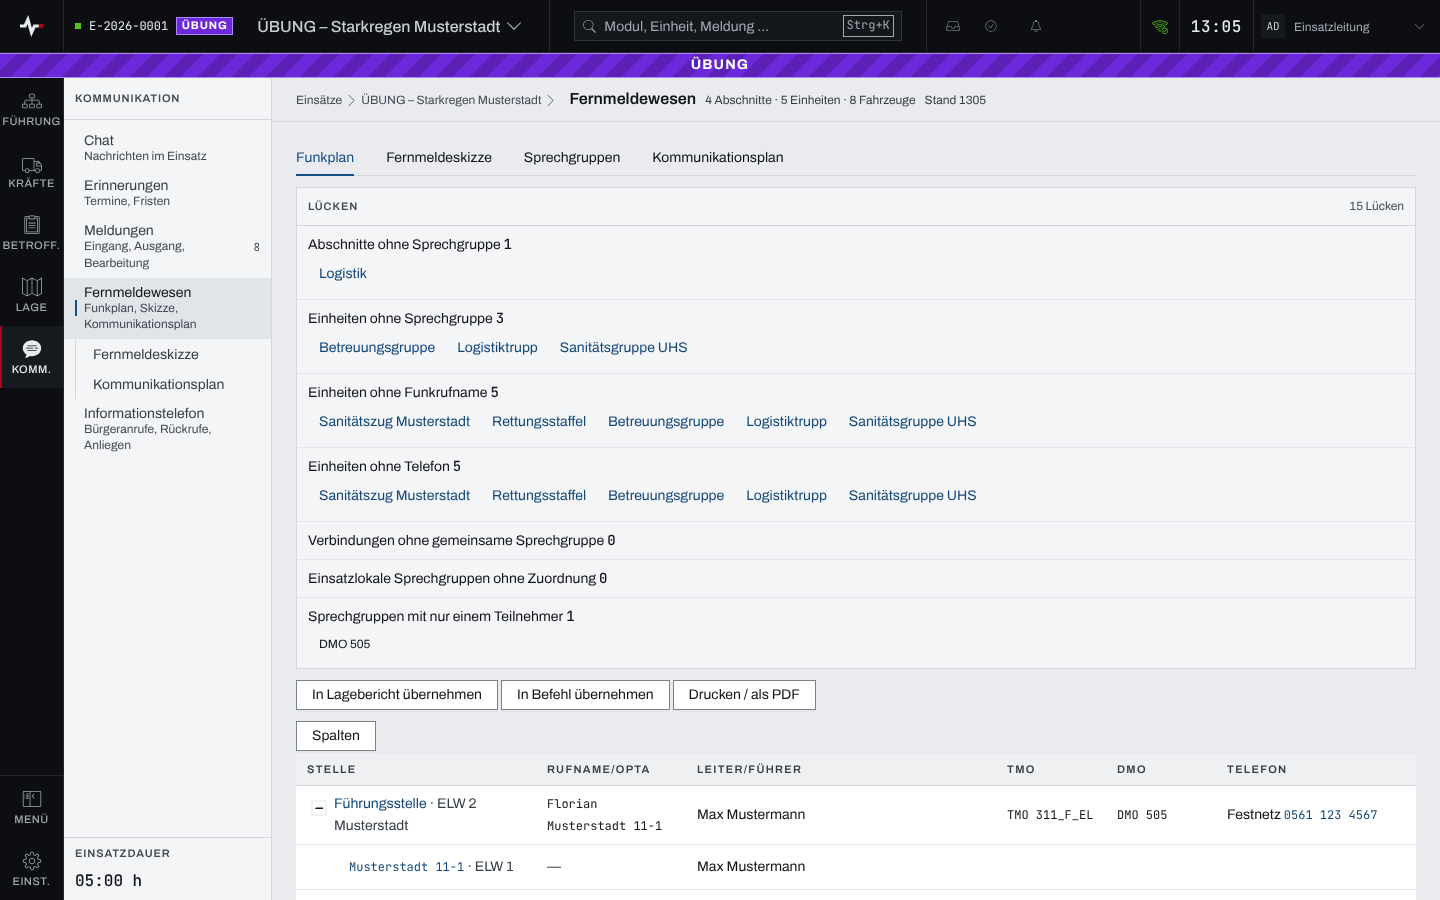 E-2026-0001 ÜBUNG ÜBUNG – Starkregen Musterstadt Modul, Einheit, Meldung ... Strg+K 13:05 AD Einsatzleitung
ÜBUNG
FÜHRUNG
KRÄFTE
BETROFF.
LAGE
KOMM.
MENÜ
EINST.
KOMMUNIKATION
Chat
Nachrichten im Einsatz
Erinnerungen
Termine, Fristen
Meldungen
Eingang, Ausgang, 8
Bearbeitung
Fernmeldewesen
Funkplan, Skizze,
Kommunikationsplan
Fernmeldeskizze
Kommunikationsplan
Informationstelefon
Bürgeranrufe, Rückrufe,
Anliegen
EINSATZDAUER
05:00 h
Einsätze ÜBUNG – Starkregen Musterstadt Fernmeldewesen 4 Abschnitte · 5 Einheiten · 8 Fahrzeuge Stand 1305
Funkplan Fernmeldeskizze Sprechgruppen Kommunikationsplan
LÜCKEN 15 Lücken
Abschnitte ohne Sprechgruppe 1
Logistik
Einheiten ohne Sprechgruppe 3
Betreuungsgruppe Logistiktrupp Sanitätsgruppe UHS
Einheiten ohne Funkrufname 5
Sanitätszug Musterstadt Rettungsstaffel Betreuungsgruppe Logistiktrupp Sanitätsgruppe UHS
Einheiten ohne Telefon 5
Sanitätszug Musterstadt Rettungsstaffel Betreuungsgruppe Logistiktrupp Sanitätsgruppe UHS
Verbindungen ohne gemeinsame Sprechgruppe 0
Einsatzlokale Sprechgruppen ohne Zuordnung 0
Sprechgruppen mit nur einem Teilnehmer 1
DMO 505
In Lagebericht übernehmen In Befehl übernehmen Drucken / als PDF
Spalten
STELLE RUFNAME/OPTA LEITER/FÜHRER TMO DMO TELEFON
Führungsstelle · ELW 2 Florian
Musterstadt Musterstadt 11-1 Max Mustermann TMO 311_F_EL DMO 505 Festnetz 0561 123 4567
Musterstadt 11-1 · ELW 1 — Max Mustermann